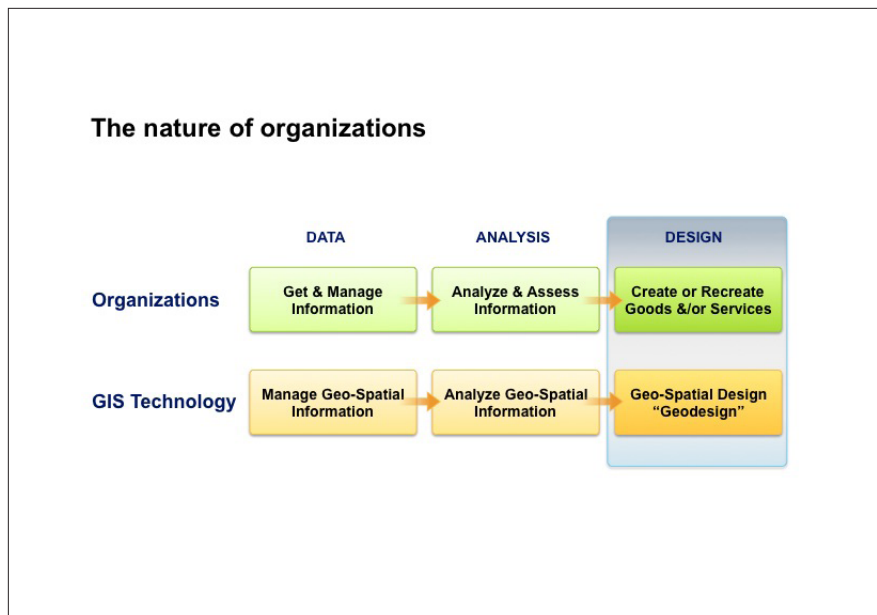 The nature of organizations
DATA
ANALYSIS
DESIGN
Organizations
Get & Manage
Information
Analyze & Assess
Information
Create or Recreate
Goods &/or Services
GIS Technology
Manage Geo-Spatial
Information
Analyze Geo-Spatial
Information
Geo-Spatial Design
“Geodesign”